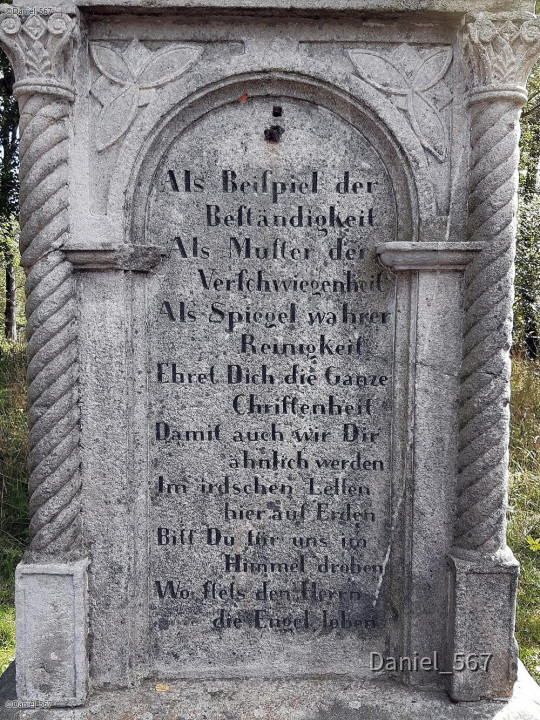 ©Daniel_567
Als Beiſpiel der
Beſtändigkeit
Als Muſter der
Verſchwiegenheit
Als Spiegel wahrer
Reinigkeit
Ehret Dich die Ganze
Chriſtenheit
Damit auch wir Dir
ähnlich werden
Im irdschen Leben
hier auf Erden
Bitt Du für uns im
Himmel droben
Wo ſtets den Herrn
die Engel loben
Daniel_567
©Daniel_567